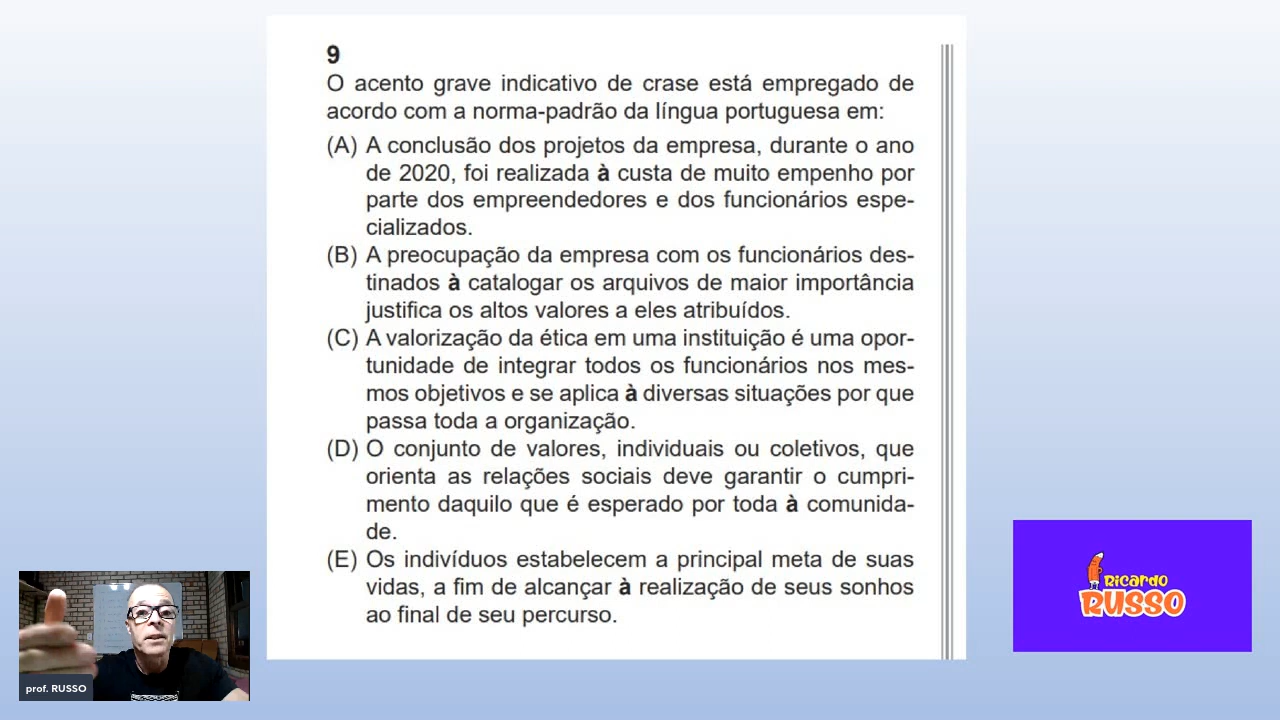 9
O acento grave indicativo de crase está empregado de
acordo com a norma-padrão da língua portuguesa em:
(A) A conclusão dos projetos da empresa, durante o ano
de 2020, foi realizada à custa de muito empenho por
parte dos empreendedores e dos funcionários espe-
cializados.
(B) A preocupação da empresa com os funcionários des-
tinados à catalogar os arquivos de maior importância
justifica os altos valores a eles atribuídos.
(C) A valorização da ética em uma instituição é uma opor-
tunidade de integrar todos os funcionários nos mes-
mos objetivos e se aplica à diversas situações por que
passa toda a organização.
(D) O conjunto de valores, individuais ou coletivos, que
orienta as relações sociais deve garantir o cumpri-
mento daquilo que é esperado por toda à comunida-
de.
(E) Os indivíduos estabelecem a principal meta de suas
vidas, a fim de alcançar à realização de seus sonhos
ao final de seu percurso.
Ricardo
RUSSO
prof. RUSSO